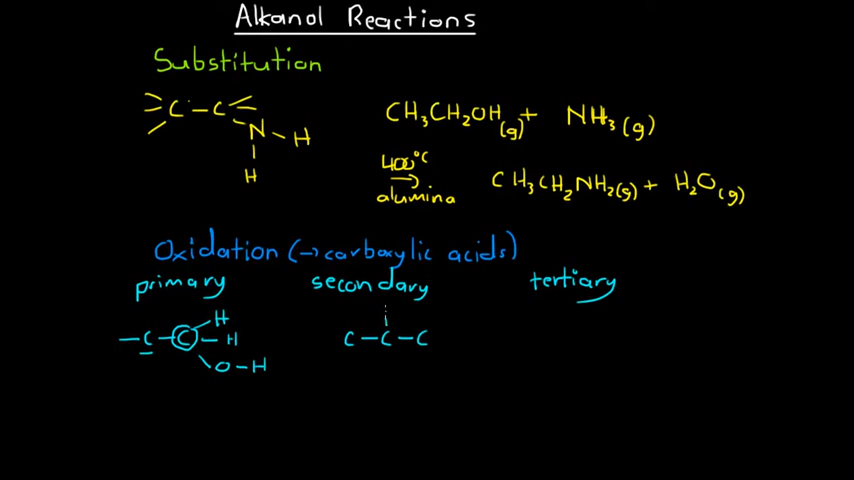 Alkanol Reactions
Substitution
C – C
N – H
H
CH₃CH₂OH(g) + NH₃(g)
400°C
→
alumina
CH₃CH₂NH₂(g) + H₂O(g)
Oxidation (→ carboxylic acids)
primary secondary tertiary
H
– C – C – H
O – H
C – C – C